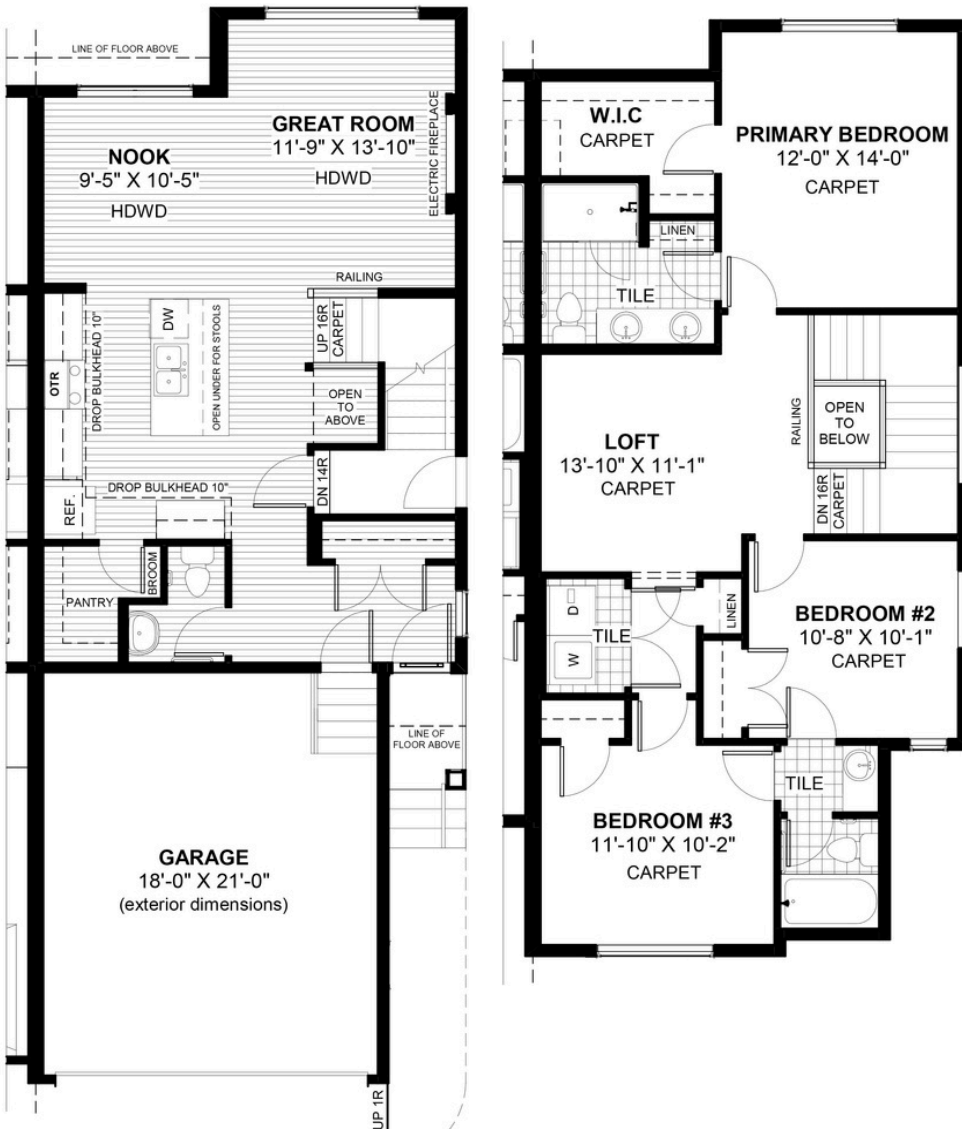 LINE OF FLOOR ABOVE
GREAT ROOM
11'-9" X 13'-10"
HDWD
ELECTRIC FIREPLACE
NOOK
9'-5" X 10'-5"
HDWD
RAILING
UP 16R
CARPET
DW
OPEN UNDER FOR STOOLS
DROP BULKHEAD 10"
OTR
OPEN
TO
ABOVE
DN 14R
DROP BULKHEAD 10"
REF.
BROOM
PANTRY
LINE OF
FLOOR ABOVE
GARAGE
18'-0" X 21'-0"
(exterior dimensions)
UP 1R
W.I.C
CARPET
PRIMARY BEDROOM
12'-0" X 14'-0"
CARPET
LINEN
TILE
LOFT
13'-10" X 11'-1"
CARPET
RAILING
OPEN
TO
BELOW
DN 16R
CARPET
D
TILE
W
LINEN
BEDROOM #2
10'-8" X 10'-1"
CARPET
TILE
BEDROOM #3
11'-10" X 10'-2"
CARPET